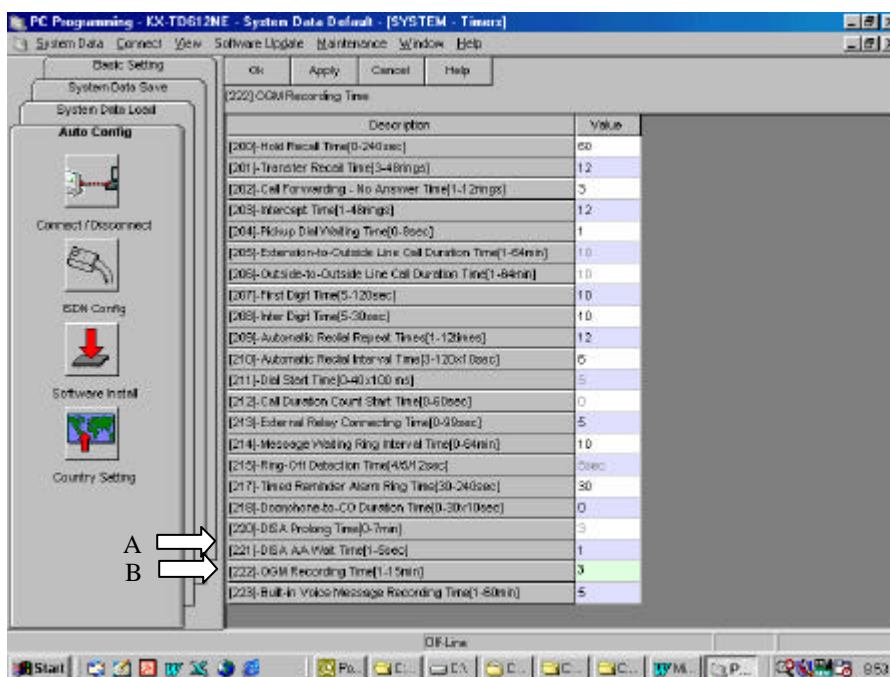 PC Programming - KX-TD612NE - System Data Default - [SYSTEM - Timers]
System Data Connect View Software Update Maintenance Window Help
Basic Setting
System Data Save
System Data Load
Auto Config
Connect / Disconnect
ISDN Config
Software Install
Country Setting
Ok Apply Cancel Help
[222] OGM Recording Time
Description Value
[200]-Hold Recall Time[0-240sec] 60
[201]-Transfer Recall Time[3-48rings] 12
[202]-Call Forwarding - No Answer Time[1-12rings] 3
[203]-Intercept Time[1-48rings] 12
[204]-Pickup Dial Waiting Time[0-8sec] 1
[205]-Extension-to-Outside Line Call Duration Time[1-64min] 10
[206]-Outside-to-Outside Line Call Duration Time[1-64min] 10
[207]-First Digit Time[5-120sec] 10
[208]-Inter Digit Time[5-30sec] 10
[209]-Automatic Redial Repeat Times[1-12times] 12
[210]-Automatic Redial Interval Time[3-120x10sec] 6
[211]-Dial Start Time[0-40x100 ms] 5
[212]-Call Duration Count Start Time[0-60sec] 0
[213]-External Relay Connecting Time[0-99sec] 5
[214]-Message Waiting Ring Interval Time[0-64min] 10
[215]-Ring-Off Detection Time[4/6/12sec] 6sec
[217]-Timed Reminder Alarm Ring Time[30-240sec] 30
[218]-Doorphone-to-CO Duration Time[0-30x10sec] 0
[220]-DISA Prolong Time[0-7min] 3
A [221]-DISA AA Wait Time[1-5sec] 1
B [222]-OGM Recording Time[1-15min] 3
[223]-Built-in Voice Message Recording Time[1-60min] 5
Off-Line
Start Po... C:... C:\ C... C... C... M... P...